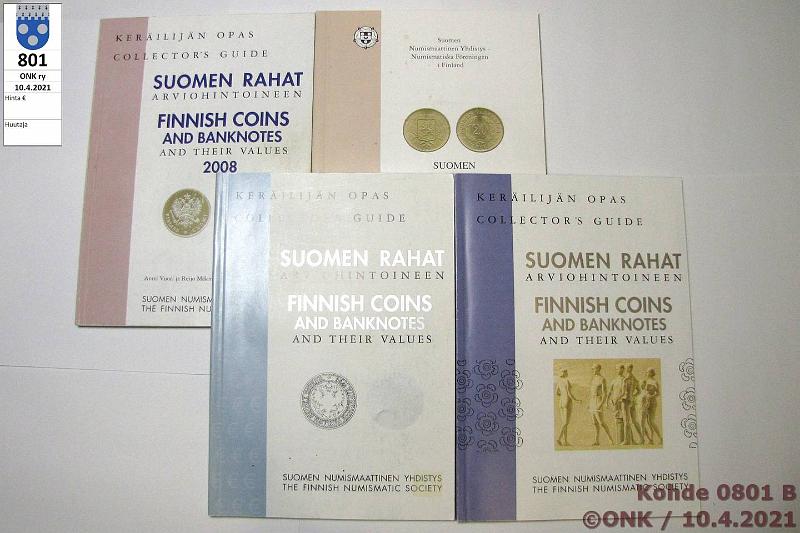 801
ONK ry
10.4.2021
Hinta €
Huutaja
KERÄILIJÄN OPAS
COLLECTOR'S GUIDE
SUOMEN RAHAT
ARVIOHINTOINEEN
FINNISH COINS
AND BANKNOTES
AND THEIR VALUES
2008
Anni Vuori ja Reijo
SUOMEN
THE FINNISH
Suomen
Numismaattinen Yhdistys -
Numismatiska Föreningen
i Finland
SUOMEN
KERÄILIJÄN OPAS
COLLECTOR'S GUIDE
SUOMEN RAHAT
ARVIOHINTOINEEN
FINNISH COINS
AND BANKNOTES
AND THEIR VALUES
SUOMEN NUMISMAATTINEN YHDISTYS
THE FINNISH NUMISMATIC SOCIETY
KERÄILIJÄN OPAS
COLLECTOR'S GUIDE
SUOMEN RAHAT
ARVIOHINTOINEEN
FINNISH COINS
AND BANKNOTES
AND THEIR VALUES
SUOMEN NUMISMAATTINEN YHDISTYS
THE FINNISH NUMISMATIC SOCIETY
Kohde 0801 B
©ONK / 10.4.2021